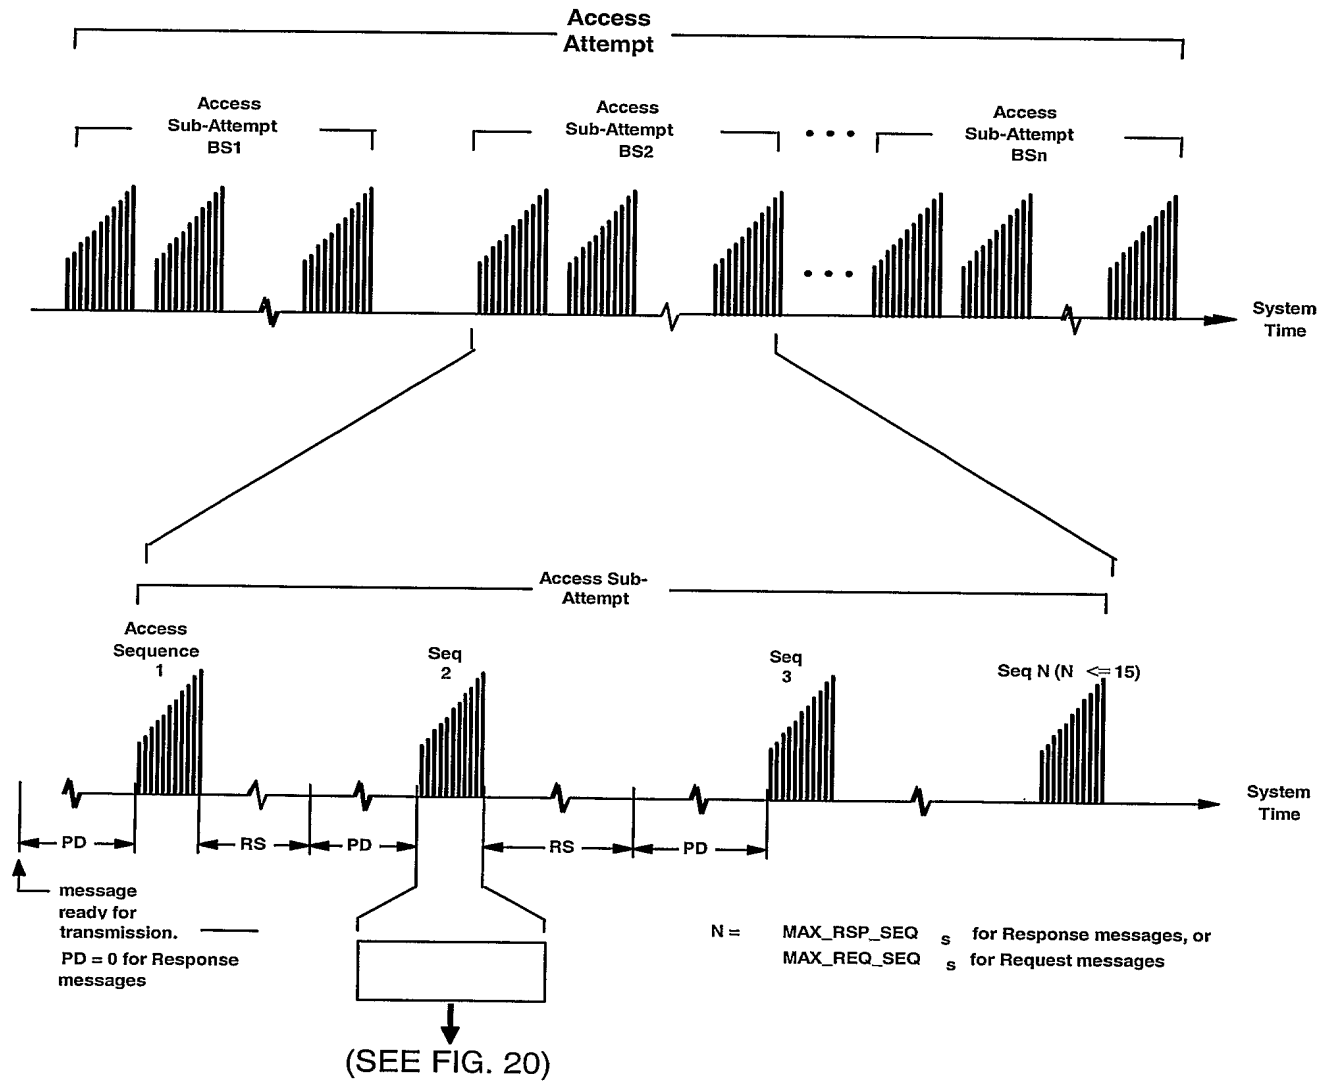 Access
Attempt
Access
Sub-Attempt
BS1
Access
Sub-Attempt
BS2
Access
Sub-Attempt
BSn
System
Time
Access Sub-
Attempt
Access
Sequence
1
Seq
2
Seq
3
Seq N (N <= 15)
System
Time
PD
RS
PD
RS
PD
message
ready for
transmission.
PD = 0 for Response
messages
N = MAX_RSP_SEQ s for Response messages, or
MAX_REQ_SEQ s for Request messages
(SEE FIG. 20)